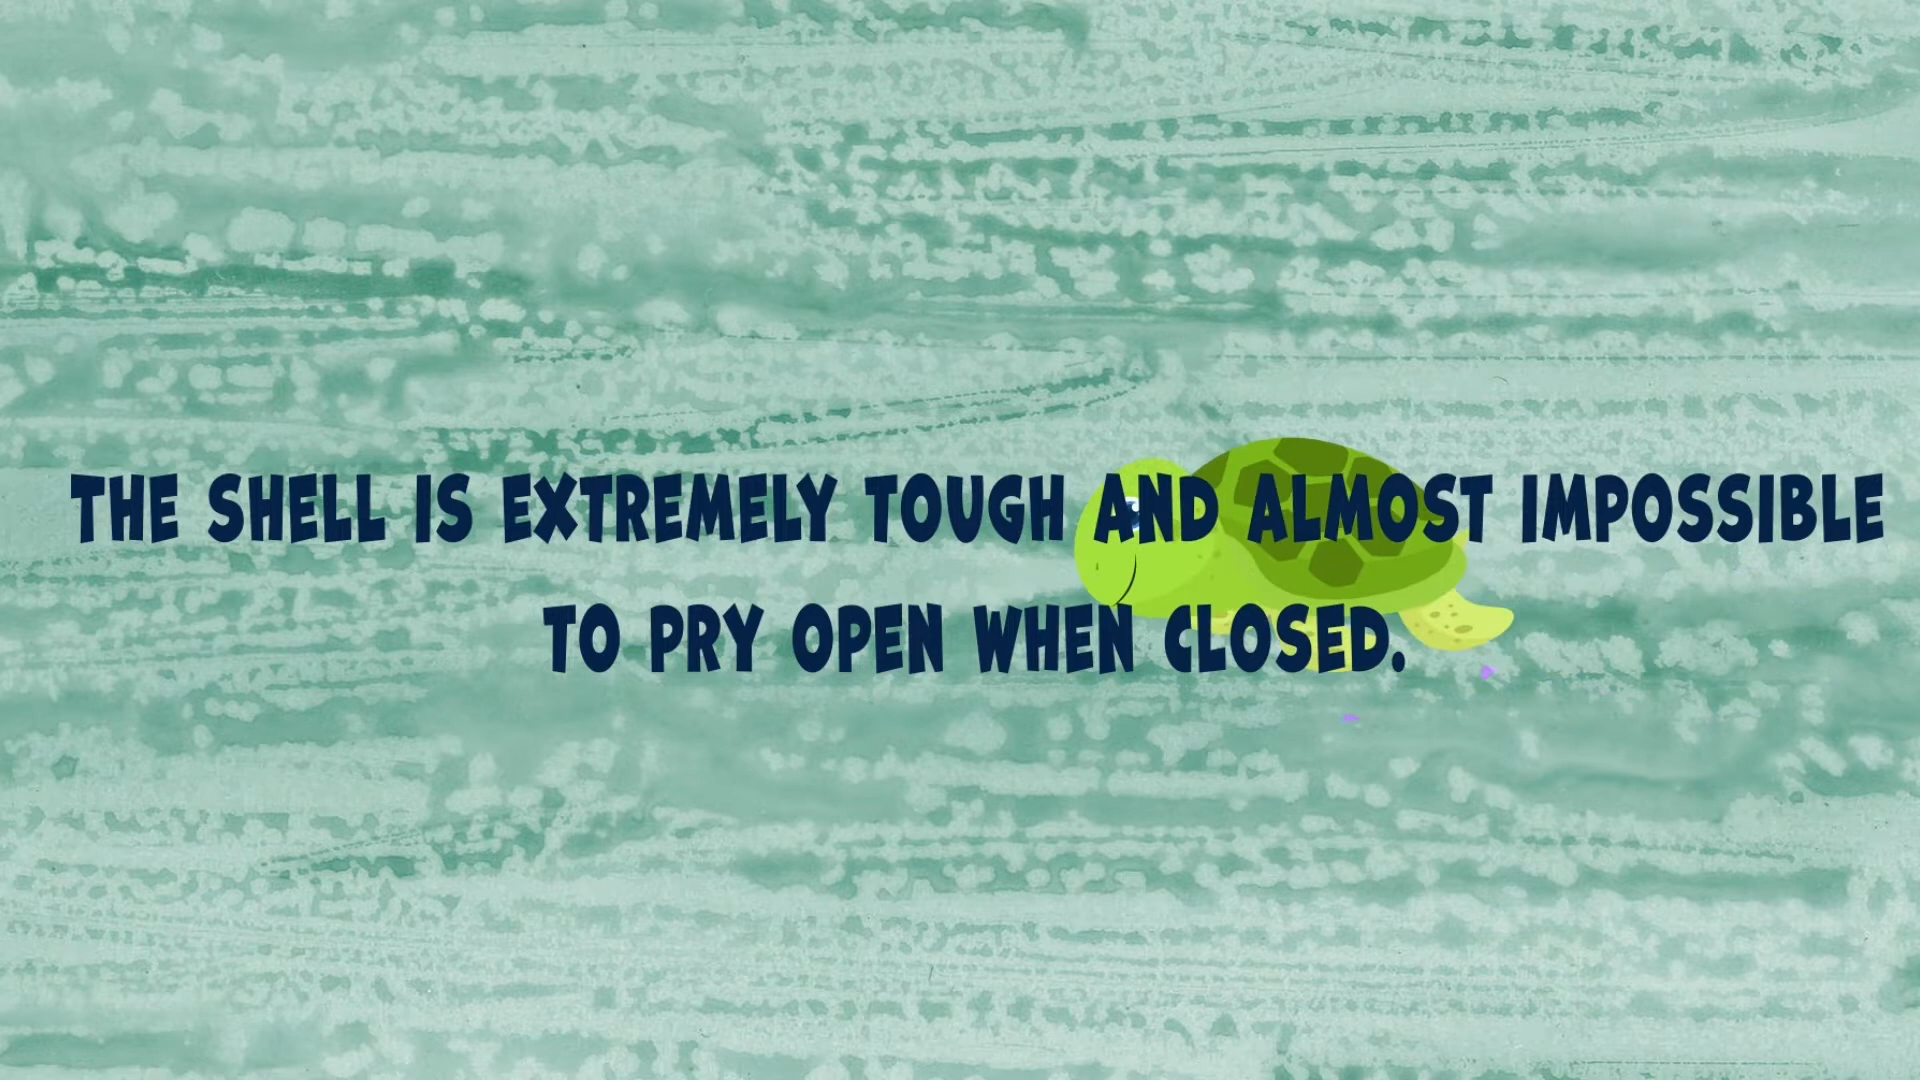 THE SHELL IS EXTREMELY TOUGH AND ALMOST IMPOSSIBLE
TO PRY OPEN WHEN CLOSED.